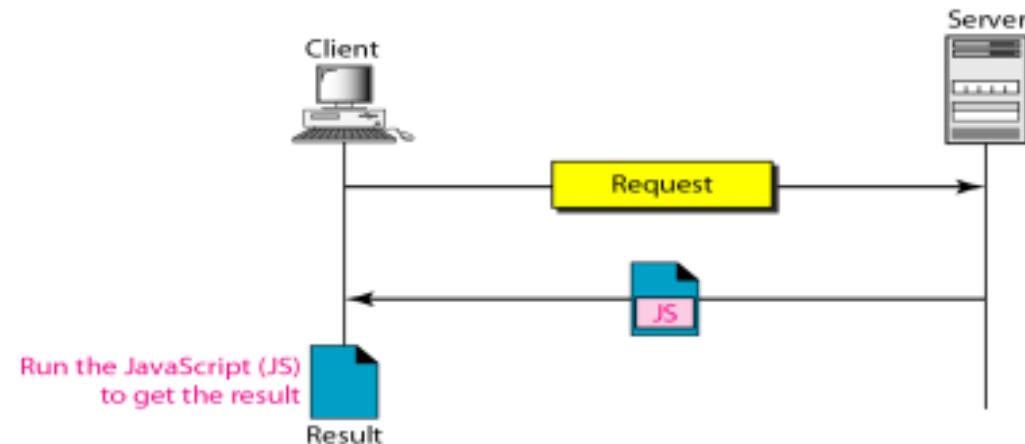 Server
Client
Request
JS
Run the JavaScript (JS)
to get the result
Result